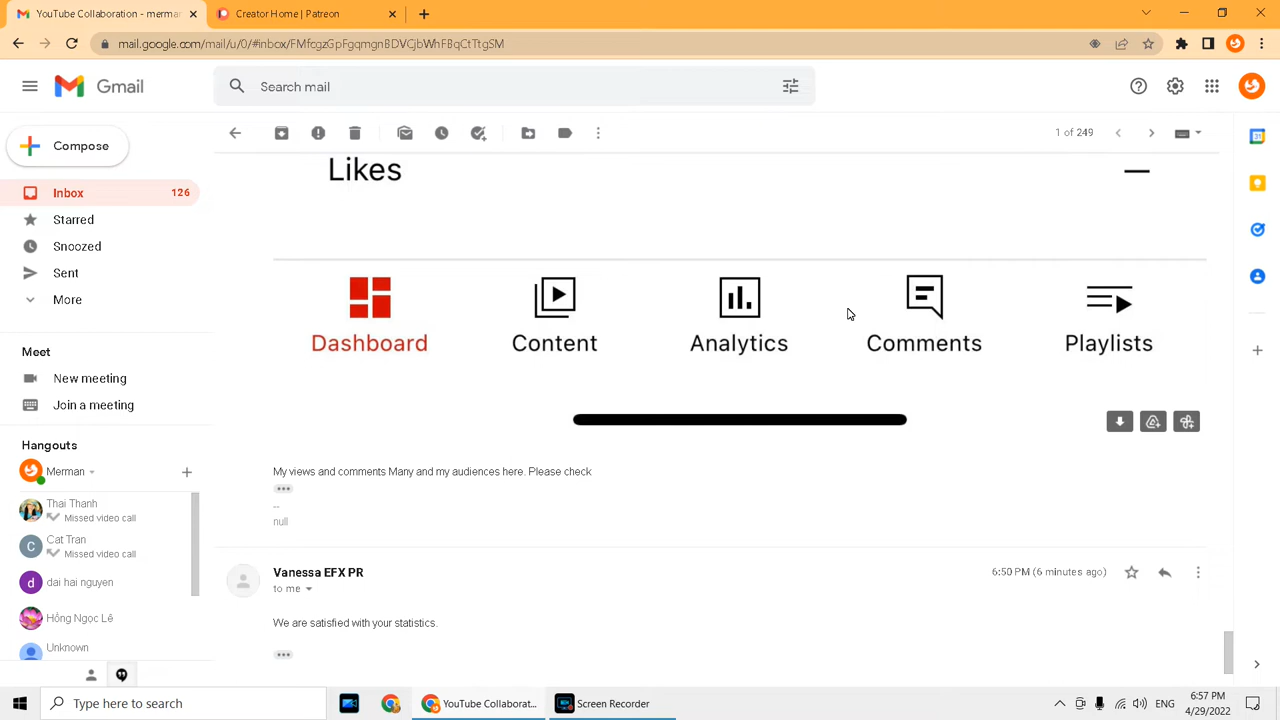 YouTube Collaboration - merman
Creator Home | Patreon
mail.google.com/mail/u/0/#inbox/FMfcgzGpFgqmgnBDVGjbWhFBqCtTtgSM
Gmail
Search mail
Compose
1 of 249
Inbox 126
Starred
Snoozed
Sent
More
Meet
New meeting
Join a meeting
Hangouts
Merman
Thai Thanh
Missed video call
Cat Tran
Missed video call
dai hai nguyen
Hồng Ngọc Lê
Unknown
Likes
Dashboard Content Analytics Comments Playlists
My views and comments Many and my audiences here. Please check
--
null
Vanessa EFX PR
6:50 PM (6 minutes ago)
to me
We are satisfied with your statistics.
Type here to search
YouTube Collaborat...
Screen Recorder
ENG
6:57 PM
4/29/2022